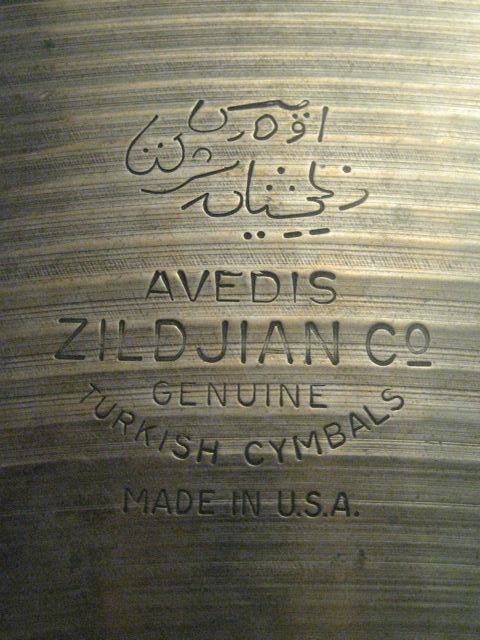 AVEDIS
ZILDJIAN Cº
GENUINE
TURKISH CYMBALS
MADE IN U.S.A.